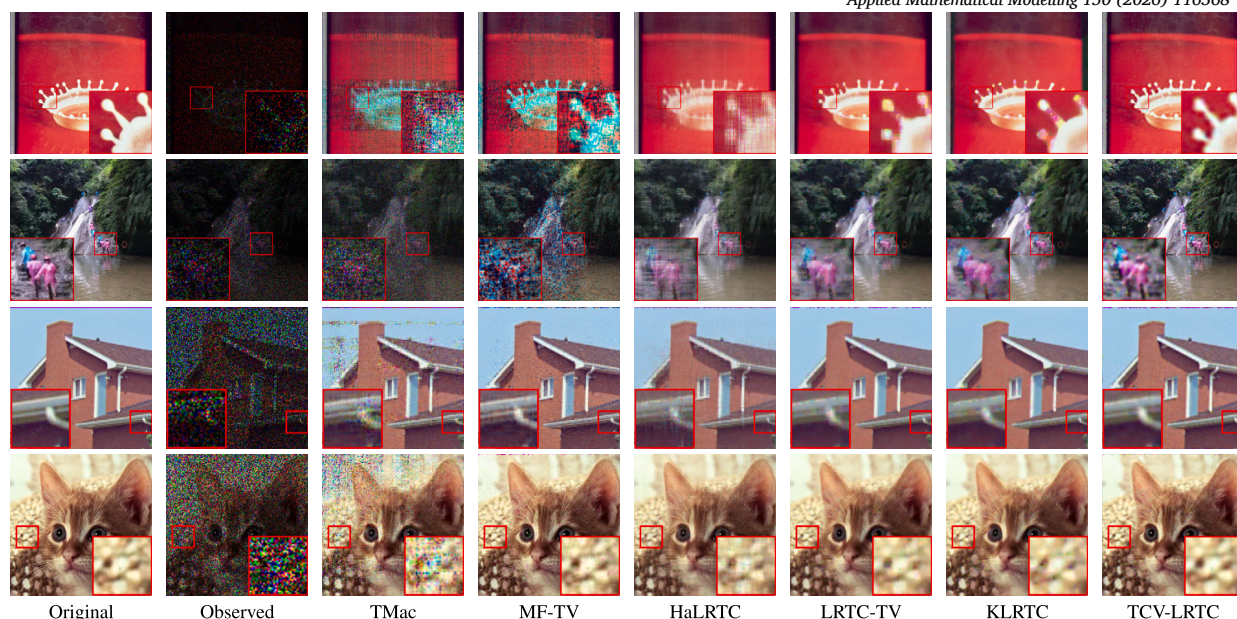 Applied Mathematical Modelling 150 (2026) 116368
Original Observed TMac MF-TV HaLRTC LRTC-TV KLRTC TCV-LRTC